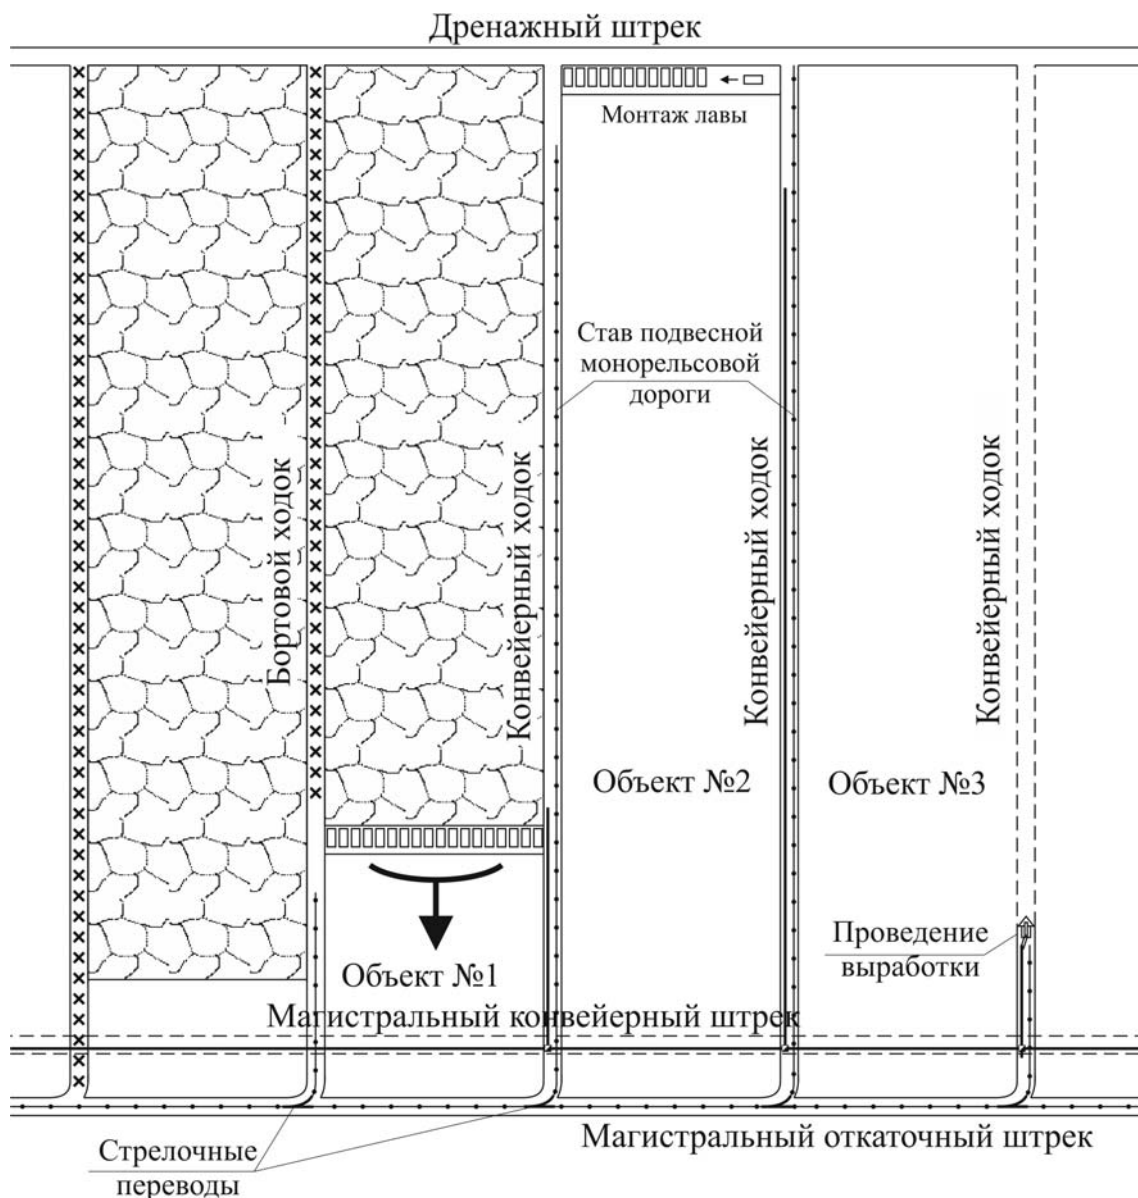 Дренажный штрек
Монтаж лавы
Став подвесной
монорельсовой
дороги
Бортовой ходок
Конвейерный ходок
Конвейерный ходок
Конвейерный ходок
Объект №2
Объект №3
Проведение
выработки
Объект №1
Магистральный конвейерный штрек
Магистральный откаточный штрек
Стрелочные
переводы